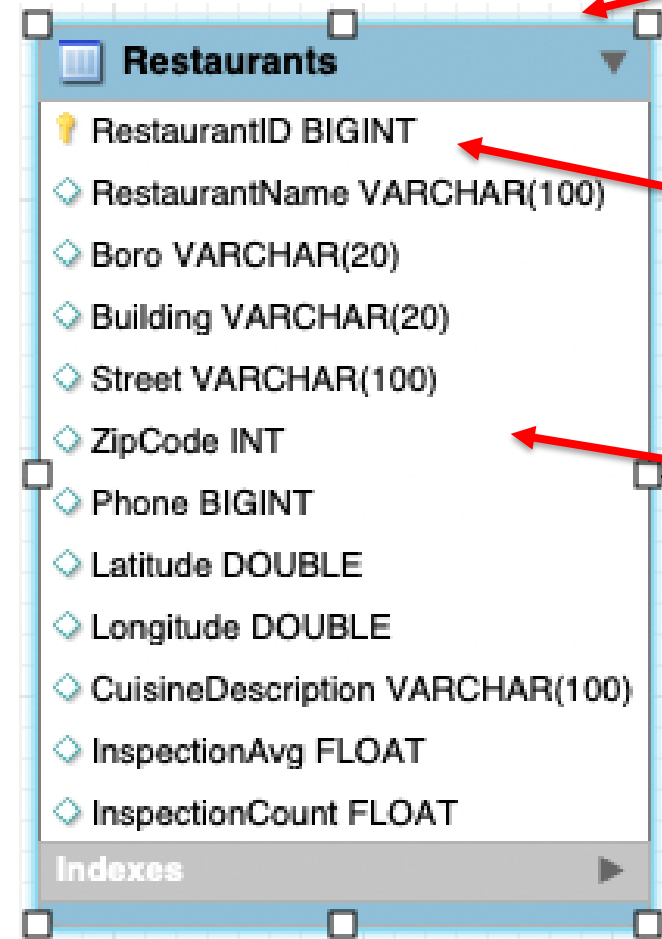 Restaurants
RestaurantID BIGINT
RestaurantName VARCHAR(100)
Boro VARCHAR(20)
Building VARCHAR(20)
Street VARCHAR(100)
ZipCode INT
Phone BIGINT
Latitude DOUBLE
Longitude DOUBLE
CuisineDescription VARCHAR(100)
InspectionAvg FLOAT
InspectionCount FLOAT
Indexes